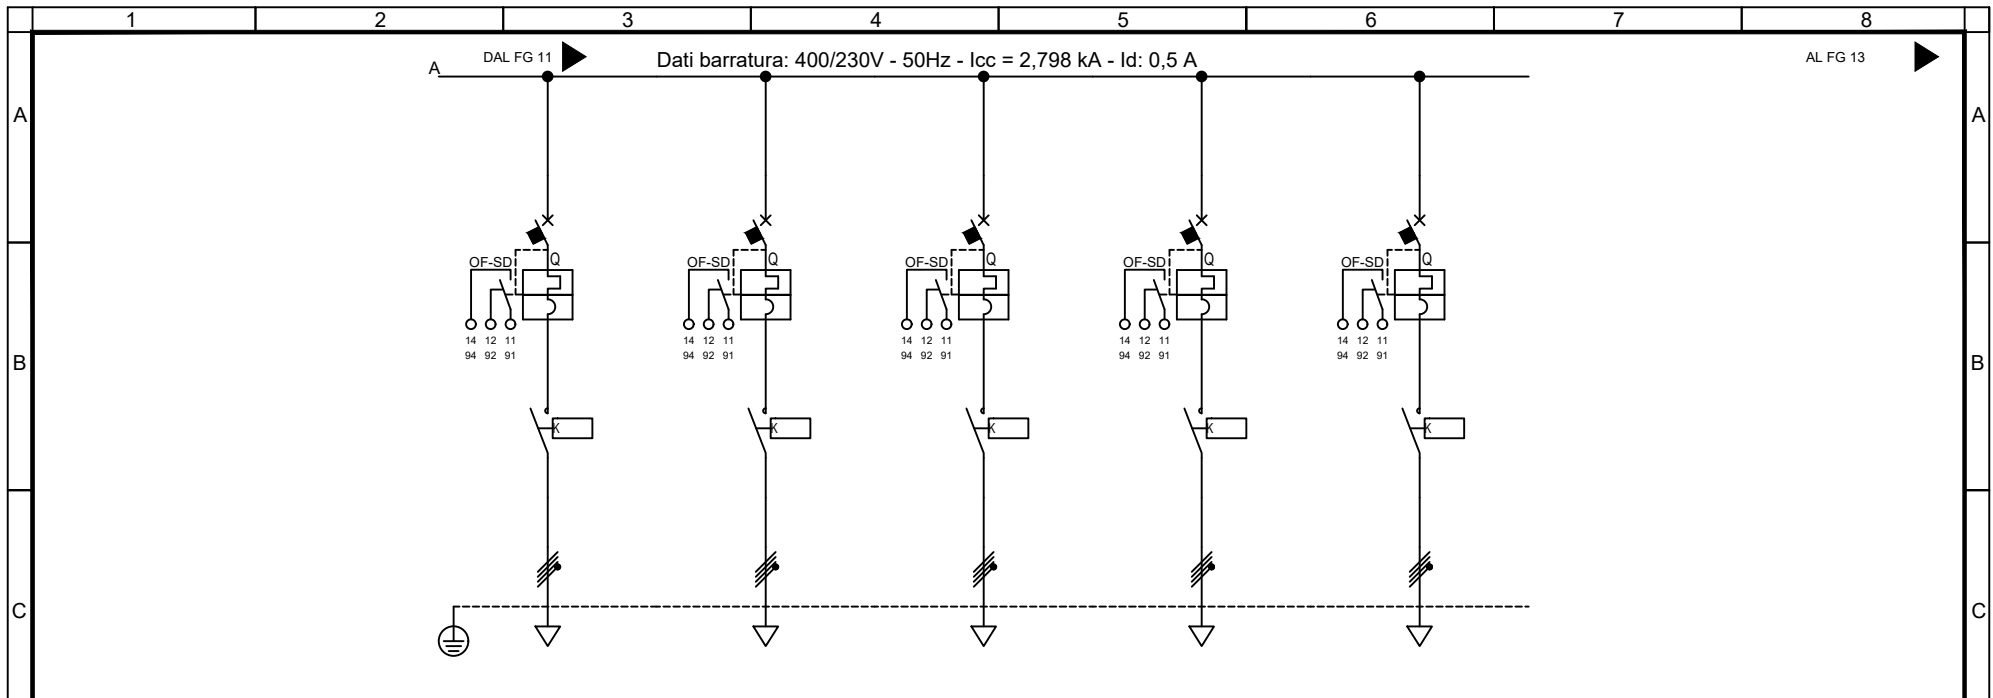 1 2 3 4 5 6 7 8
DAL FG 11 Dati barratura: 400/230V - 50Hz - Icc = 2,798 kA - Id: 0,5 A AL FG 13
A
A A
OF-SD Q OF-SD Q OF-SD Q OF-SD Q OF-SD Q
14 12 11 14 12 11 14 12 11 14 12 11 14 12 11
94 92 91 94 92 91 94 92 91 94 92 91 94 92 91
B B
K K K K K
C C